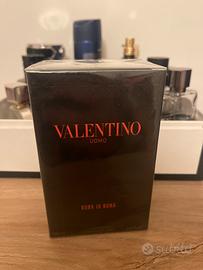 VALENTINO
UOMO
BORN IN ROMA
subito